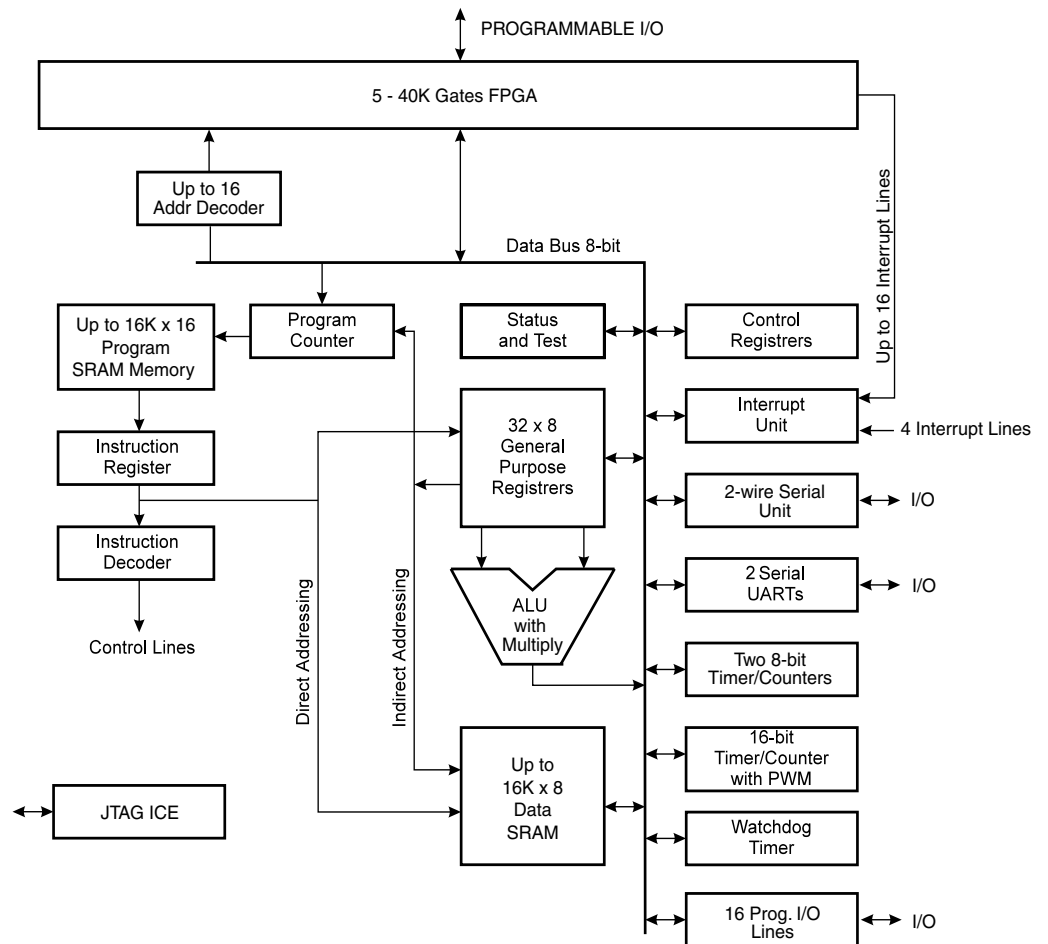 PROGRAMMABLE I/O
5 - 40K Gates FPGA
Up to 16
Addr Decoder
Up to 16 Interrupt Lines
Data Bus 8-bit
Up to 16K x 16
Program
SRAM Memory
Program
Counter
Status
and Test
Control
Registrers
Instruction
Register
32 x 8
General
Purpose
Registrers
Interrupt
Unit
4 Interrupt Lines
2-wire Serial
Unit
I/O
Instruction
Decoder
Control Lines
Direct Addressing
Indirect Addressing
ALU
with
Multiply
2 Serial
UARTs
I/O
Two 8-bit
Timer/Counters
16-bit
Timer/Counter
with PWM
Up to
16K x 8
Data
SRAM
JTAG ICE
Watchdog
Timer
16 Prog. I/O
Lines
I/O